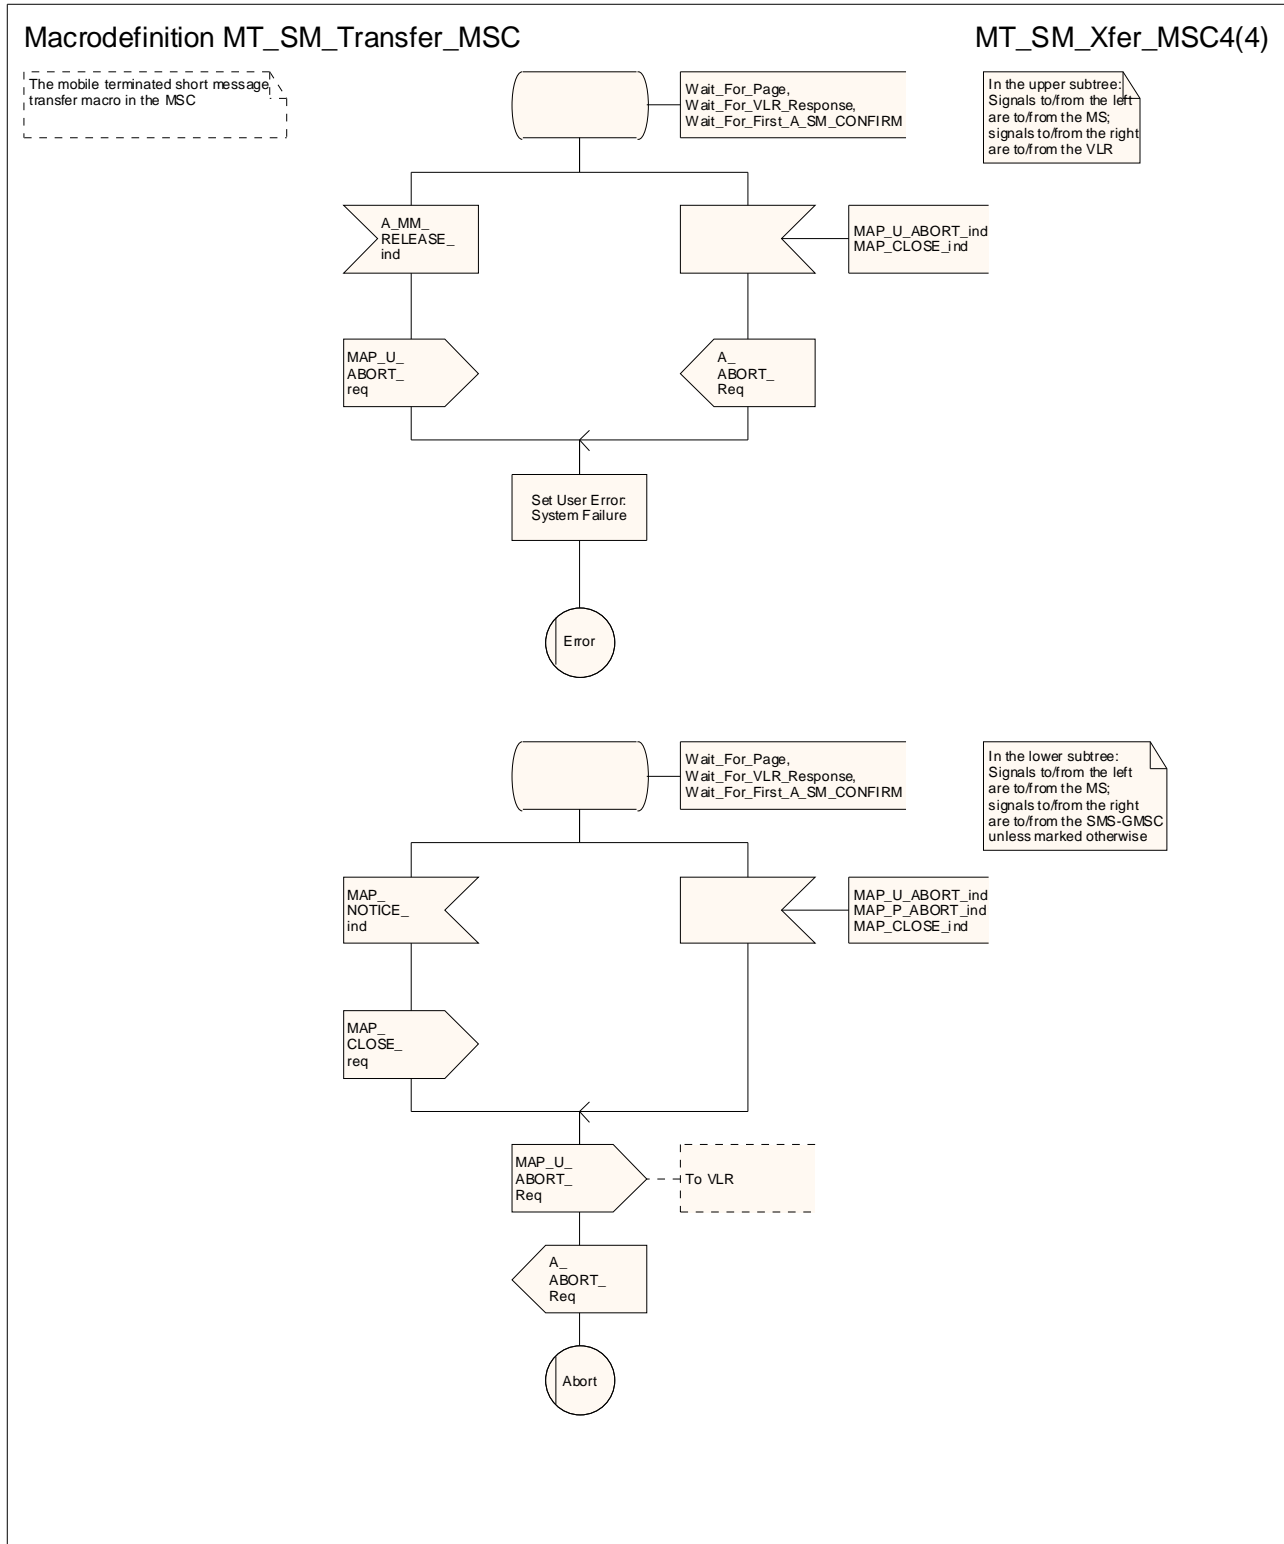 Macrodefinition MT_SM_Transfer_MSC
MT_SM_Xfer_MSC4(4)
The mobile terminated short message
transfer macro in the MSC
Wait_For_Page,
Wait_For_VLR_Response,
Wait_For_First_A_SM_CONFIRM
In the upper subtree:
Signals to/from the left
are to/from the MS;
signals to/from the right
are to/from the VLR
A_MM_
RELEASE_
ind
MAP_U_ABORT_ind
MAP_CLOSE_ind
MAP_U_
ABORT_
req
A_
ABORT_
Req
Set User Error:
System Failure
Error
Wait_For_Page,
Wait_For_VLR_Response,
Wait_For_First_A_SM_CONFIRM
In the lower subtree:
Signals to/from the left
are to/from the MS;
signals to/from the right
are to/from the SMS-GMSC
unless marked otherwise
MAP_
NOTICE_
ind
MAP_U_ABORT_ind
MAP_P_ABORT_ind
MAP_CLOSE_ind
MAP_
CLOSE_
req
MAP_U_
ABORT_
Req
To VLR
A_
ABORT_
Req
Abort